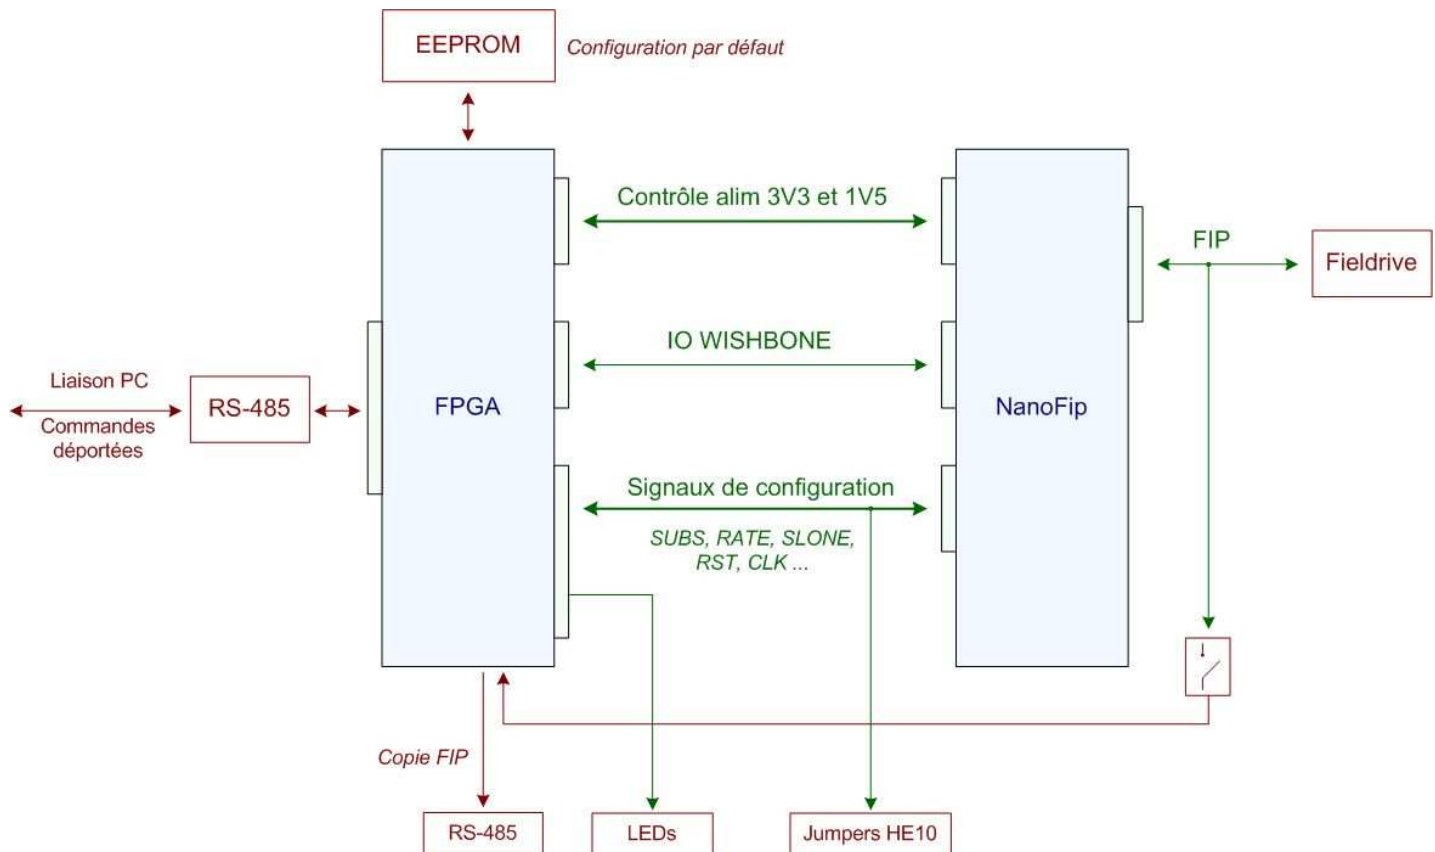 EEPROM
Configuration par défaut
Contrôle alim 3V3 et 1V5
FIP
Fieldrive
IO WISHBONE
Liaison PC
RS-485
FPGA
NanoFip
Commandes
déportées
Signaux de configuration
SUBS, RATE, SLONE,
RST, CLK ...
Copie FIP
RS-485
LEDs
Jumpers HE10